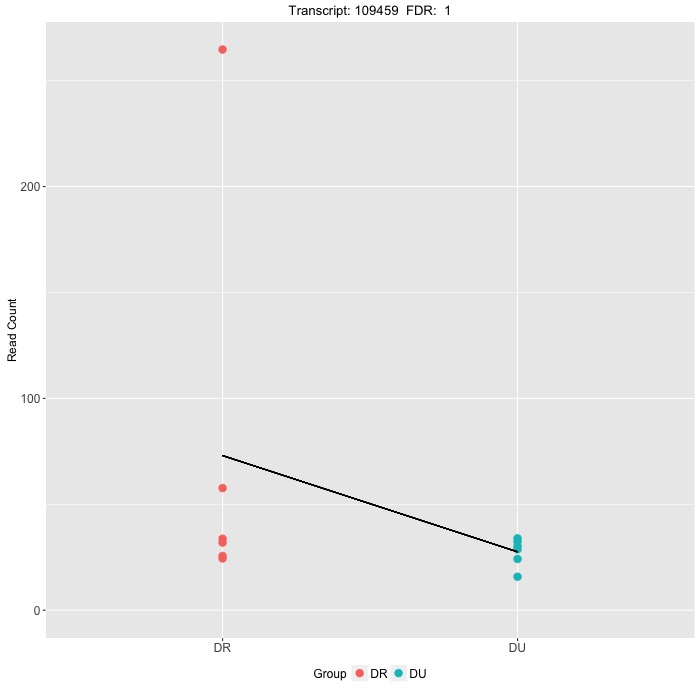 Transcript: 109459 FDR: 1
200
Read Count
100
0
DR DU
Group DR DU